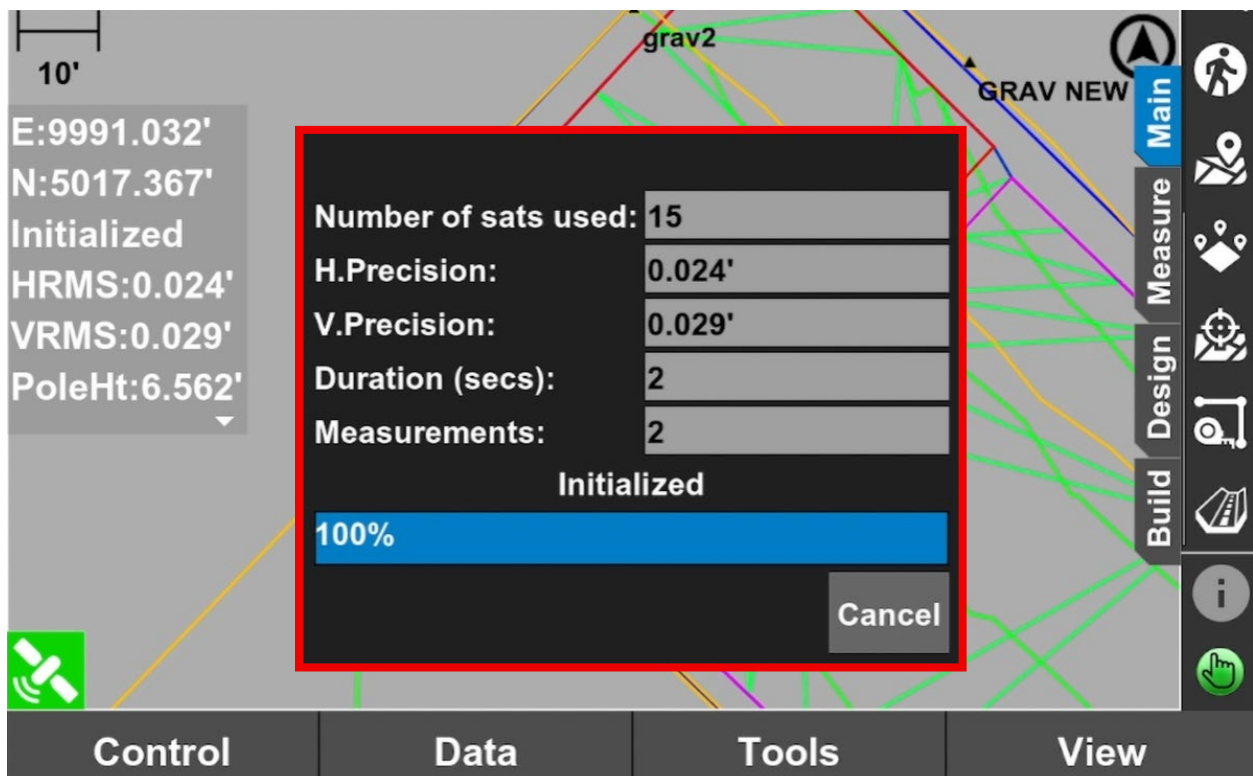 grav2
10'
GRAV NEW
E:9991.032'
N:5017.367'
Initialized
HRMS:0.024'
VRMS:0.029'
PoleHt:6.562'
Number of sats used: 15
H.Precision: 0.024'
V.Precision: 0.029'
Duration (secs): 2
Measurements: 2
Initialized
100%
Cancel
Main
Measure
Design
Build
i
Control Data Tools View